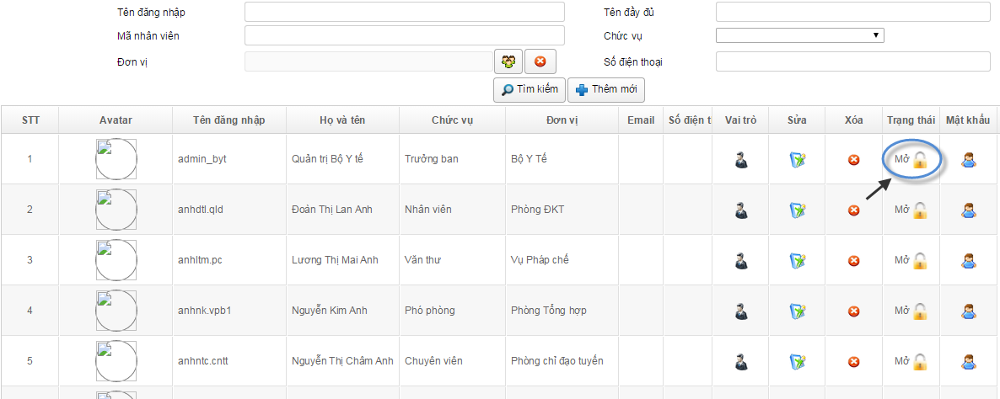 Tên đăng nhập Tên đầy đủ
Mã nhân viên Chức vụ
Đơn vị Số điện thoại
Tìm kiếm Thêm mới
STT Avatar Tên đăng nhập Họ và tên Chức vụ Đơn vị Email Số điện t Vai trò Sửa Xóa Trạng thái Mật khẩu
1 admin_byt Quản trị Bộ Y tế Trưởng ban Bộ Y Tế Mở
2 anhdtl.qld Đoàn Thị Lan Anh Nhân viên Phòng ĐKT Mở
3 anhltm.pc Lương Thị Mai Anh Văn thư Vụ Pháp chế Mở
4 anhnk.vpb1 Nguyễn Kim Anh Phó phòng Phòng Tổng hợp Mở
5 anhntc.cntt Nguyễn Thị Châm Anh Chuyên viên Phòng chỉ đạo tuyến Mở